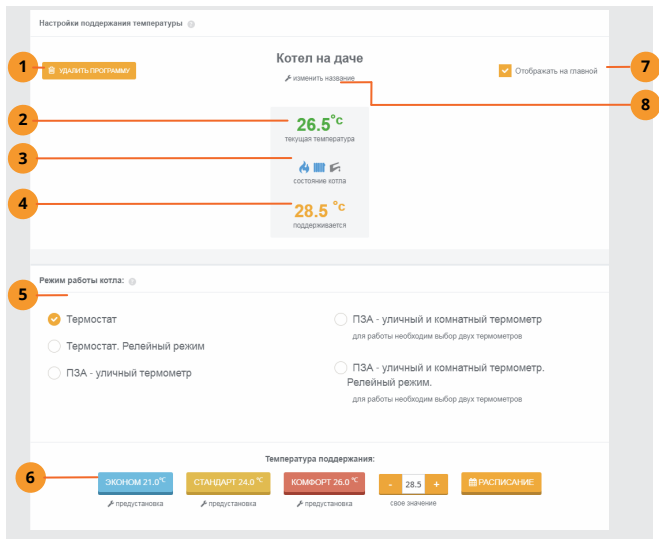 Настройки поддержания температуры
Котел на даче
1
УДАЛИТЬ ПРОГРАММУ
изменить название
Отображать на главной
7
8
2
26.5°C
текущая температура
3
состояние котла
4
28.5 °C
поддерживается
Режим работы котла:
5
Термостат
ПЗА - уличный и комнатный термометр
для работы необходим выбор двух термометров
Термостат. Релейный режим
ПЗА - уличный термометр
ПЗА - уличный и комнатный термометр.
Релейный режим.
для работы необходим выбор двух термометров
Температура поддержания:
6
ЭКОНОМ 21.0°C
СТАНДАРТ 24.0 °C
КОМФОРТ 26.0 °C
- 28.5 +
РАСПИСАНИЕ
предустановка
предустановка
предустановка
свое значение